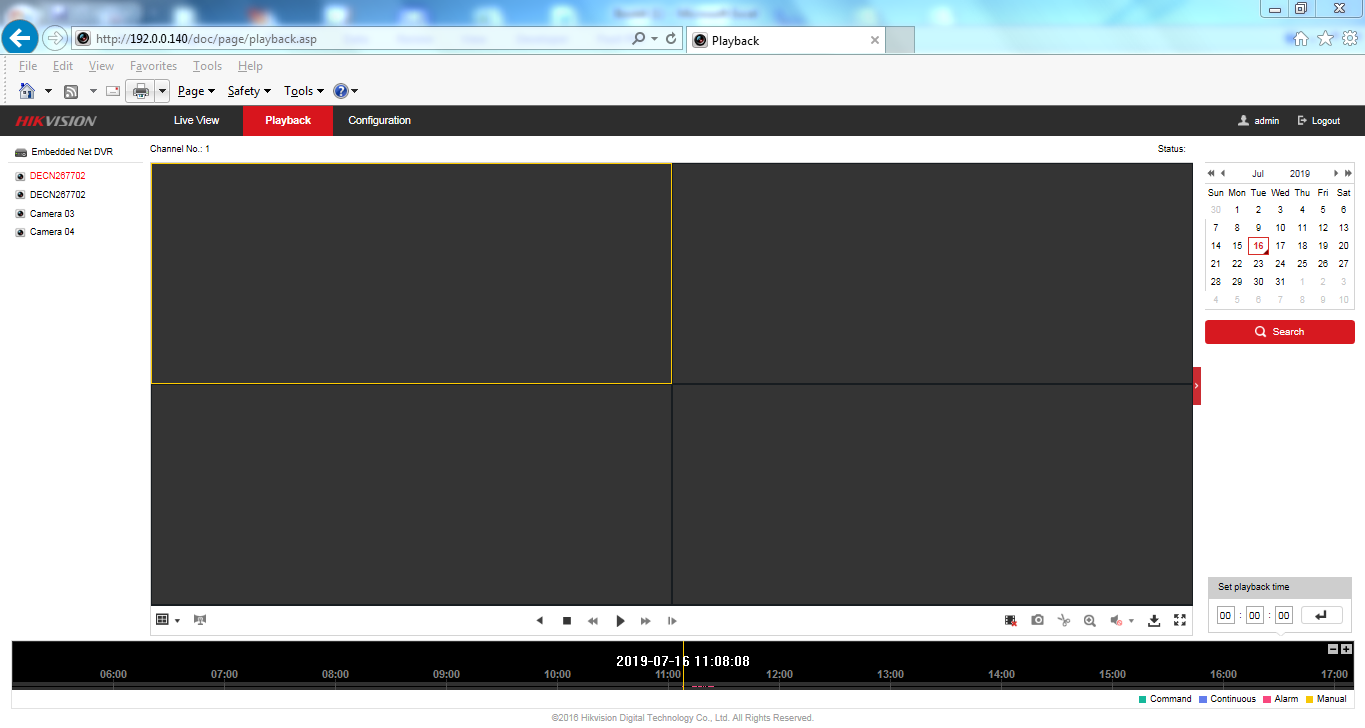 http://192.0.0.140/doc/page/playback.asp
Playback
File Edit View Favorites Tools Help
Page Safety Tools
HIKVISION Live View Playback Configuration admin Logout
Embedded Net DVR
Channel No.: 1 Status:
DECN267702
DECN267702
Camera 03
Camera 04
Jul 2019
Sun Mon Tue Wed Thu Fri Sat
30 1 2 3 4 5 6
7 8 9 10 11 12 13
14 15 16 17 18 19 20
21 22 23 24 25 26 27
28 29 30 31 1 2 3
4 5 6 7 8 9 10
Search
Set playback time
00 : 00 : 00
2019-07-16 11:08:08
06:00 07:00 08:00 09:00 10:00 11:00 12:00 13:00 14:00 15:00 16:00 17:00
Command Continuous Alarm Manual
©2016 Hikvision Digital Technology Co., Ltd. All Rights Reserved.